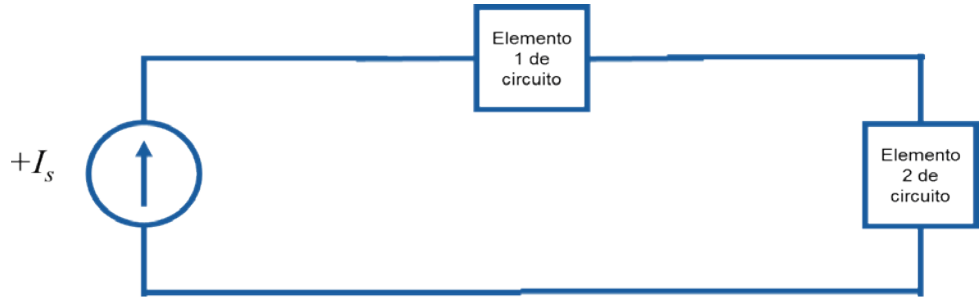 Elemento
1 de
circuito
+I_s
Elemento
2 de
circuito